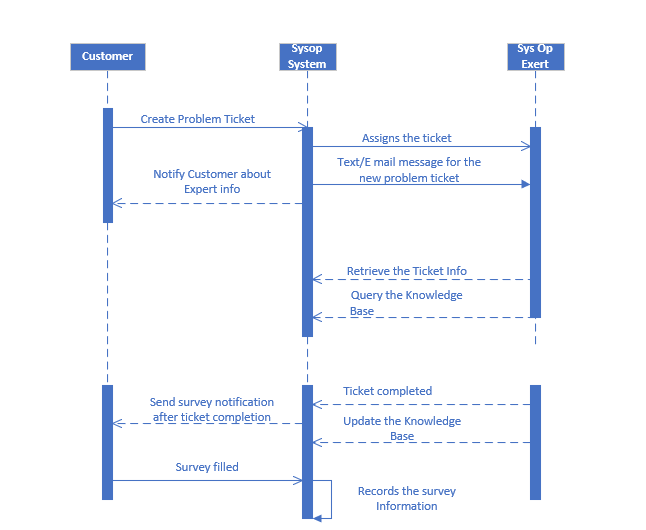 Customer
Sysop
System
Sys Op
Exert
Create Problem Ticket
Assigns the ticket
Text/E mail message for the
new problem ticket
Notify Customer about
Expert info
Retrieve the Ticket Info
Query the Knowledge
Base
Ticket completed
Send survey notification
after ticket completion
Update the Knowledge
Base
Survey filled
Records the survey
Information